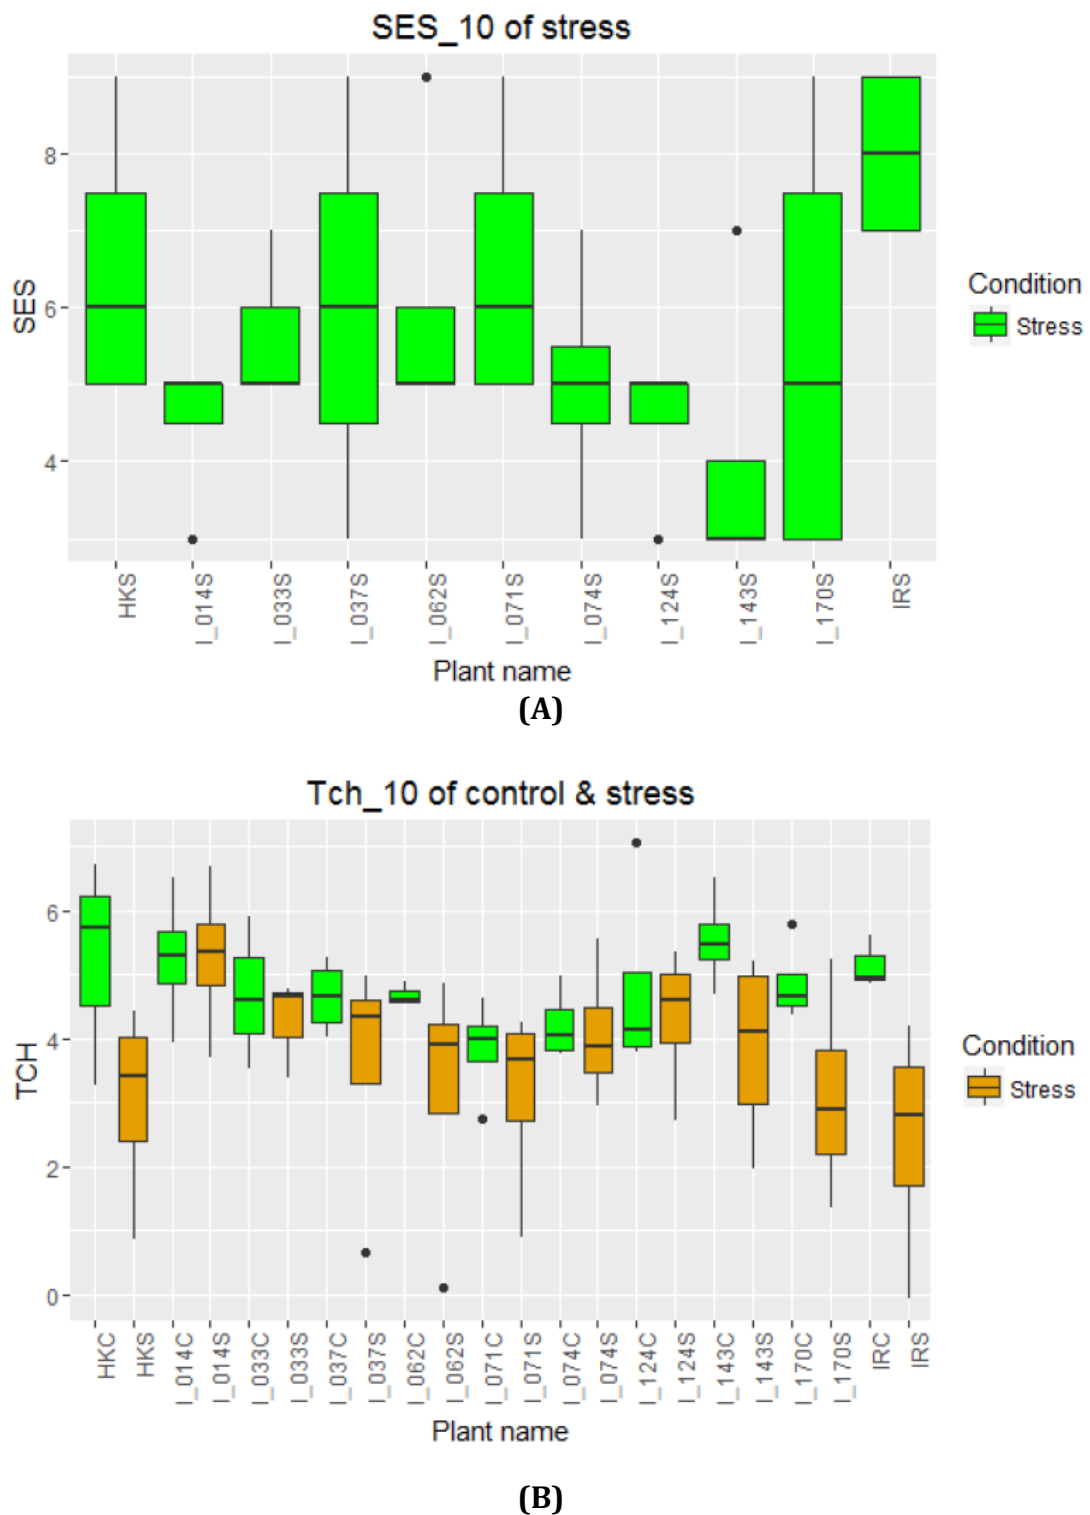 SES_10 of stress
8
6
4
SES
HKS
I_014S
I_033S
I_037S
I_062S
I_071S
I_074S
I_124S
I_143S
I_170S
IRS
Plant name
Condition
Stress
(A)
Tch_10 of control & stress
6
4
2
0
TCH
HKC
HKS
I_014C
I_014S
I_033C
I_033S
I_037C
I_037S
I_062C
I_062S
I_071C
I_071S
I_074C
I_074S
I_124C
I_124S
I_143C
I_143S
I_170C
I_170S
IRC
IRS
Plant name
Condition
Stress
(B)